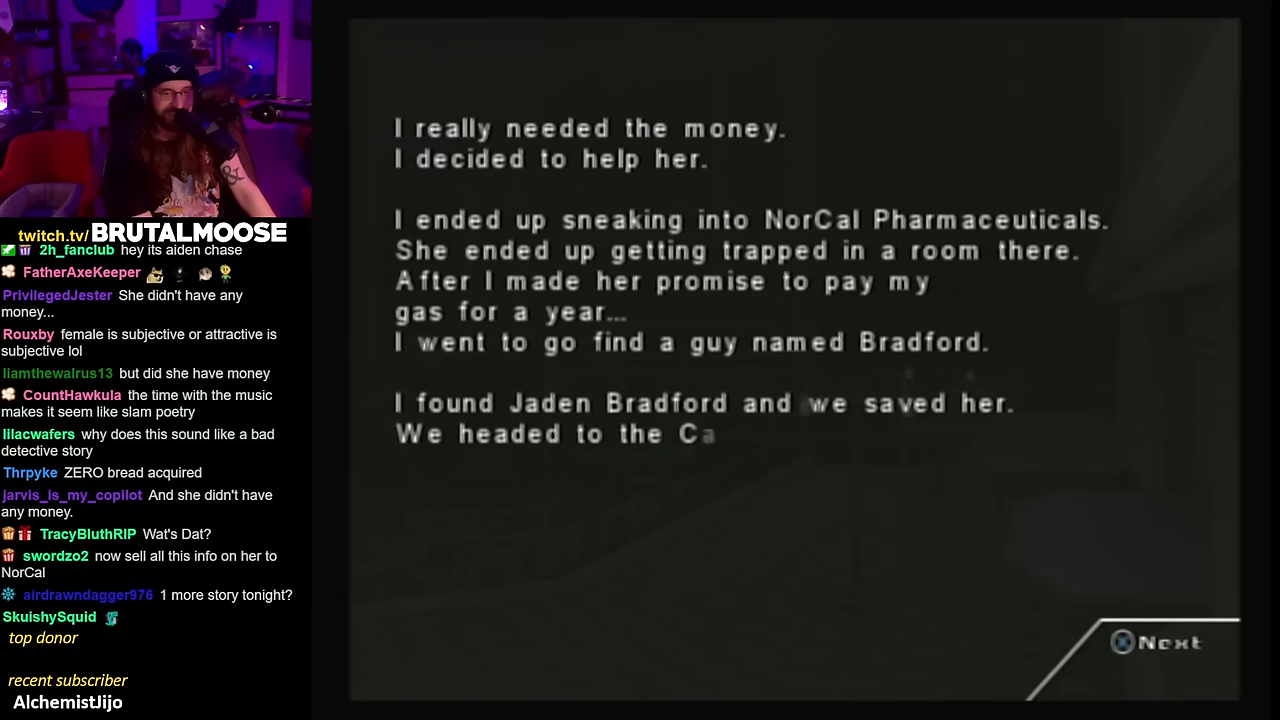 twitch.tv/BRUTALMOOSE
2h_fanclub hey its aiden chase
FatherAxeKeeper
PrivilegedJester She didn't have any
money...
Rouxby female is subjective or attractive is
subjective lol
liamthewalrus13 but did she have money
CountHawkula the time with the music
makes it seem like slam poetry
lilacwafers why does this sound like a bad
detective story
Thrpyke ZERO bread acquired
jarvis_is_my_copilot And she didn't have
any money.
TracyBluthRIP Wat's Dat?
swordzo2 now sell all this info on her to
NorCal
airdrawndagger976 1 more story tonight?
SkuishySquid
top donor
recent subscriber
AlchemistJijo
I really needed the money.
I decided to help her.
I ended up sneaking into NorCal Pharmaceuticals.
She ended up getting trapped in a room there.
After I made her promise to pay my
gas for a year...
I went to go find a guy named Bradford.
I found Jaden Bradford and we saved her.
We headed to the Ca
Next